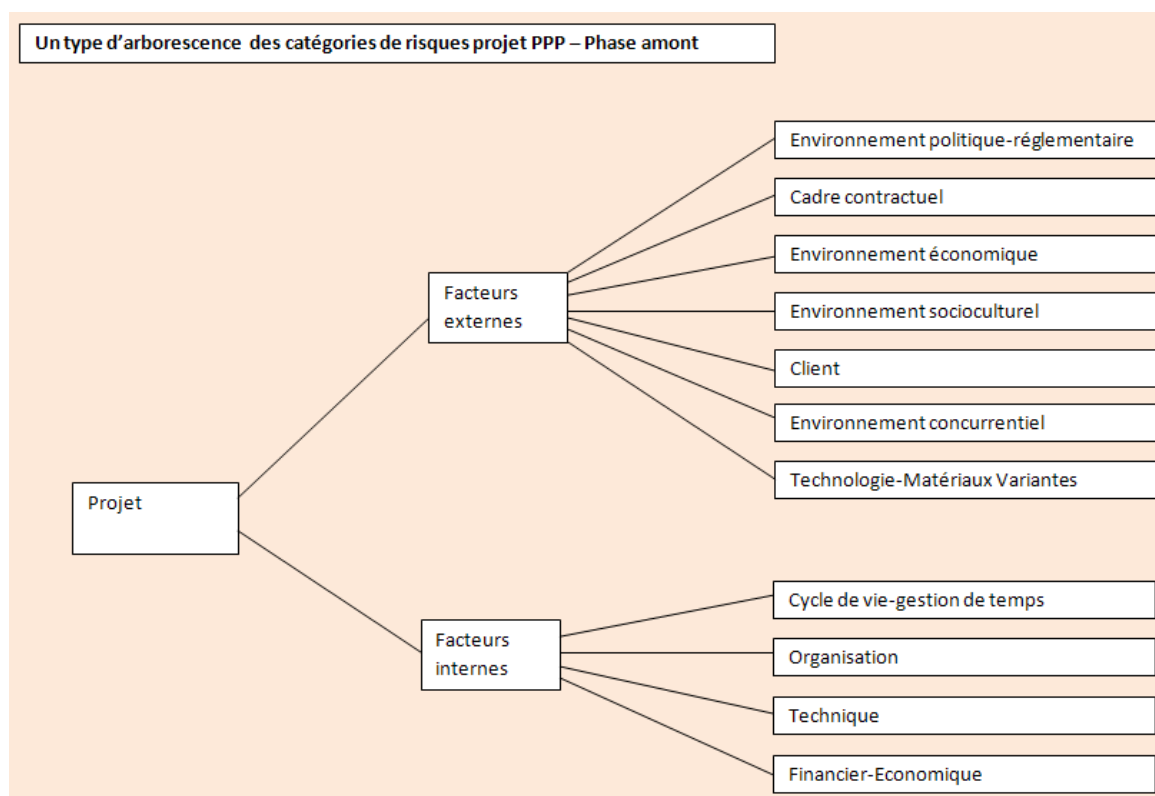 Un type d'arborescence des catégories de risques projet PPP – Phase amont
Environnement politique-réglementaire
Cadre contractuel
Environnement économique
Facteurs
externes
Environnement socioculturel
Client
Environnement concurrentiel
Technologie-Matériaux Variantes
Projet
Cycle de vie-gestion de temps
Facteurs
internes
Organisation
Technique
Financier-Economique